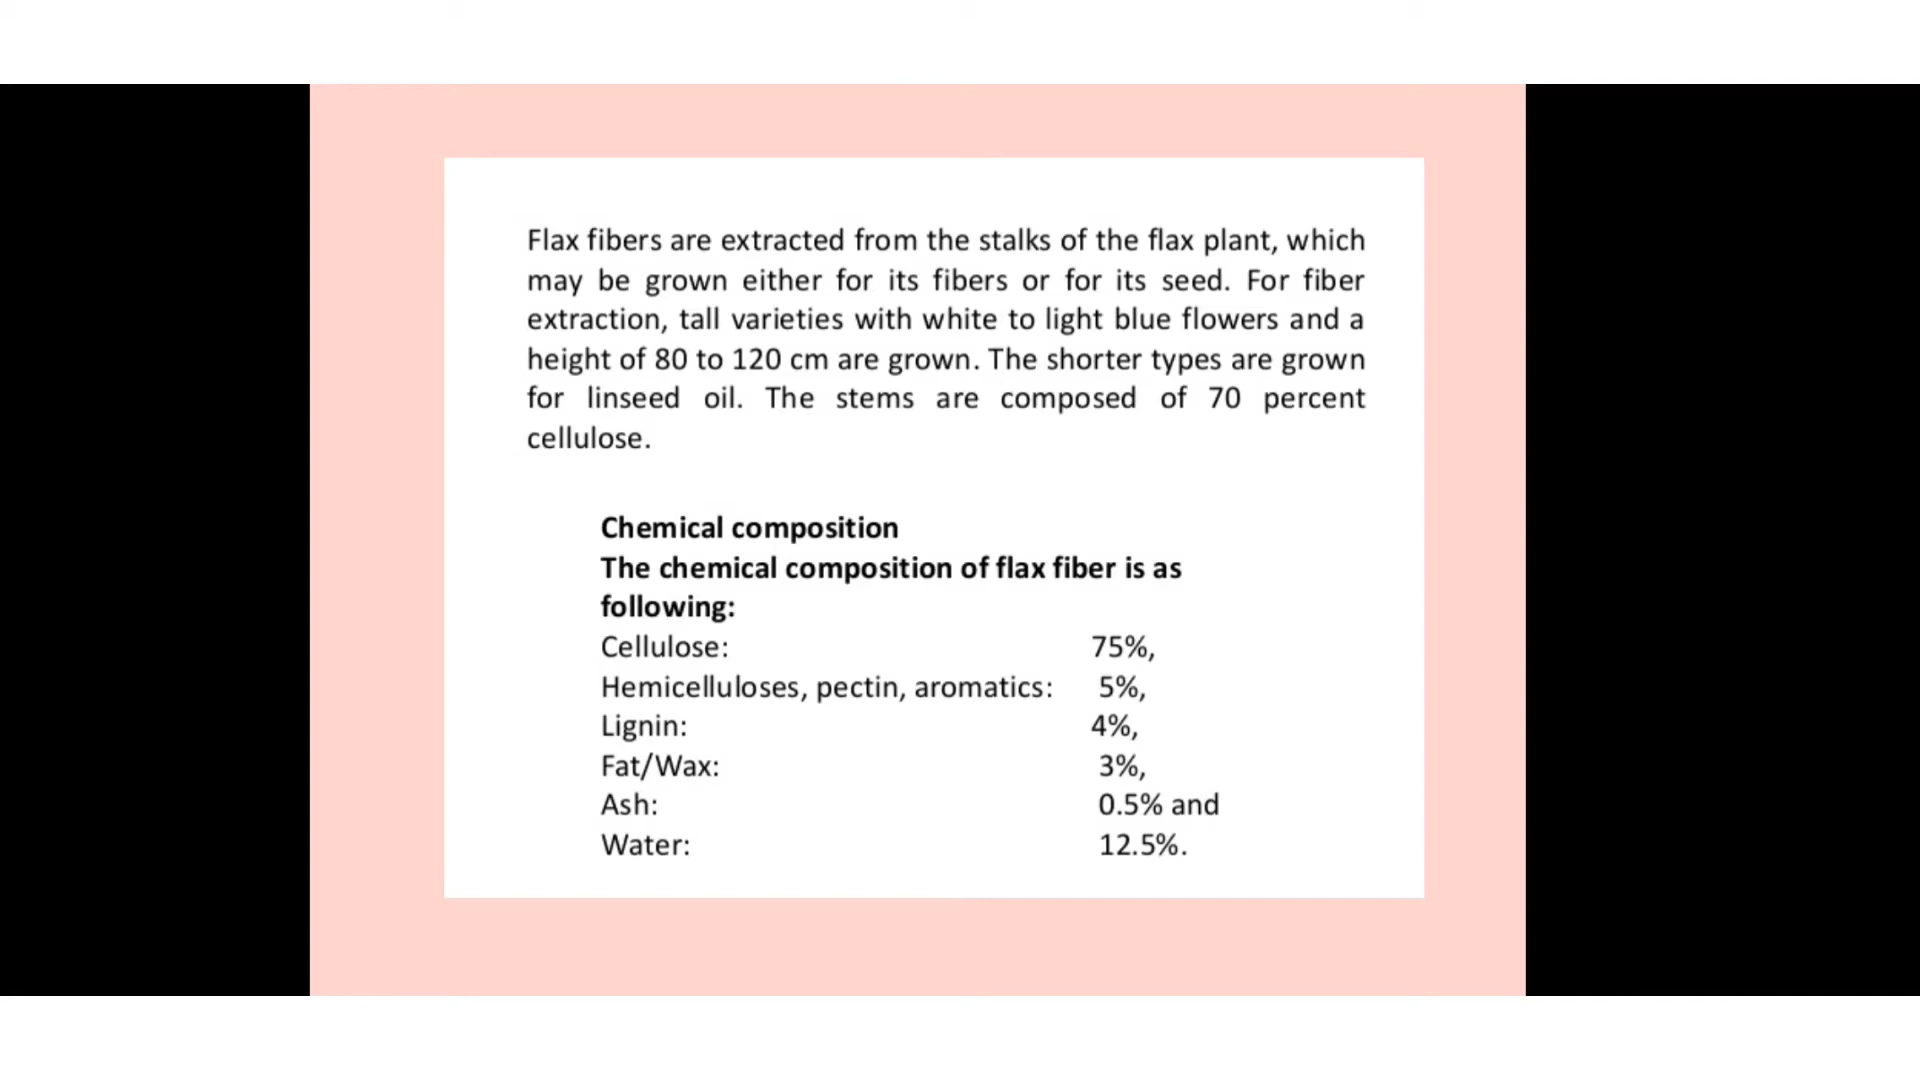 Flax fibers are extracted from the stalks of the flax plant, which
may be grown either for its fibers or for its seed. For fiber
extraction, tall varieties with white to light blue flowers and a
height of 80 to 120 cm are grown. The shorter types are grown
for linseed oil. The stems are composed of 70 percent
cellulose.
Chemical composition
The chemical composition of flax fiber is as
following:
Cellulose: 75%,
Hemicelluloses, pectin, aromatics: 5%,
Lignin: 4%,
Fat/Wax: 3%,
Ash: 0.5% and
Water: 12.5%.